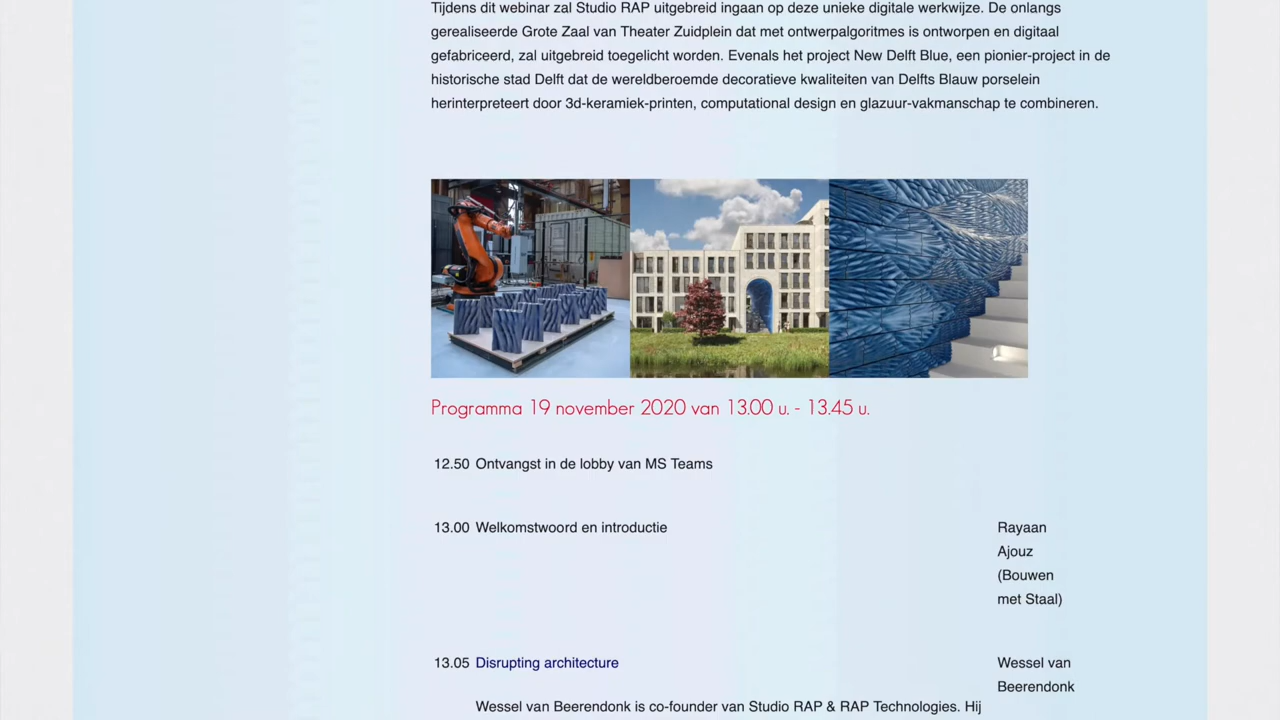 Tijdens dit webinar zal Studio RAP uitgebreid ingaan op deze unieke digitale werkwijze. De onlangs
gerealiseerde Grote Zaal van Theater Zuidplein dat met ontwerpalgoritmes is ontworpen en digitaal
gefabriceerd, zal uitgebreid toegelicht worden. Evenals het project New Delft Blue, een pionier-project in de
historische stad Delft dat de wereldberoemde decoratieve kwaliteiten van Delfts Blauw porselein
herinterpreteert door 3d-keramiek-printen, computational design en glazuur-vakmanschap te combineren.
Programma 19 november 2020 van 13.00 u. - 13.45 u.
12.50 Ontvangst in de lobby van MS Teams
13.00 Welkomstwoord en introductie
Rayaan
Ajouz
(Bouwen
met Staal)
13.05 Disrupting architecture
Wessel van
Beerendonk
Wessel van Beerendonk is co-founder van Studio RAP & RAP Technologies. Hij